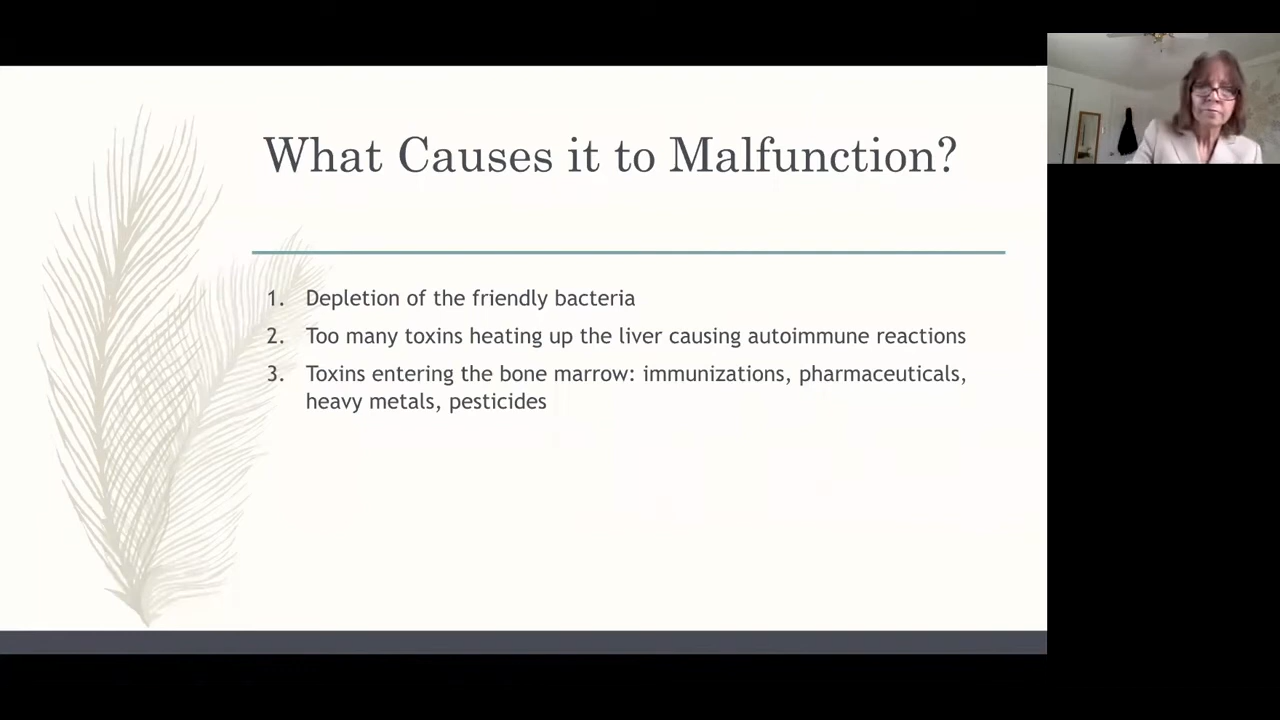 What Causes it to Malfunction?
1. Depletion of the friendly bacteria
2. Too many toxins heating up the liver causing autoimmune reactions
3. Toxins entering the bone marrow: immunizations, pharmaceuticals,
heavy metals, pesticides